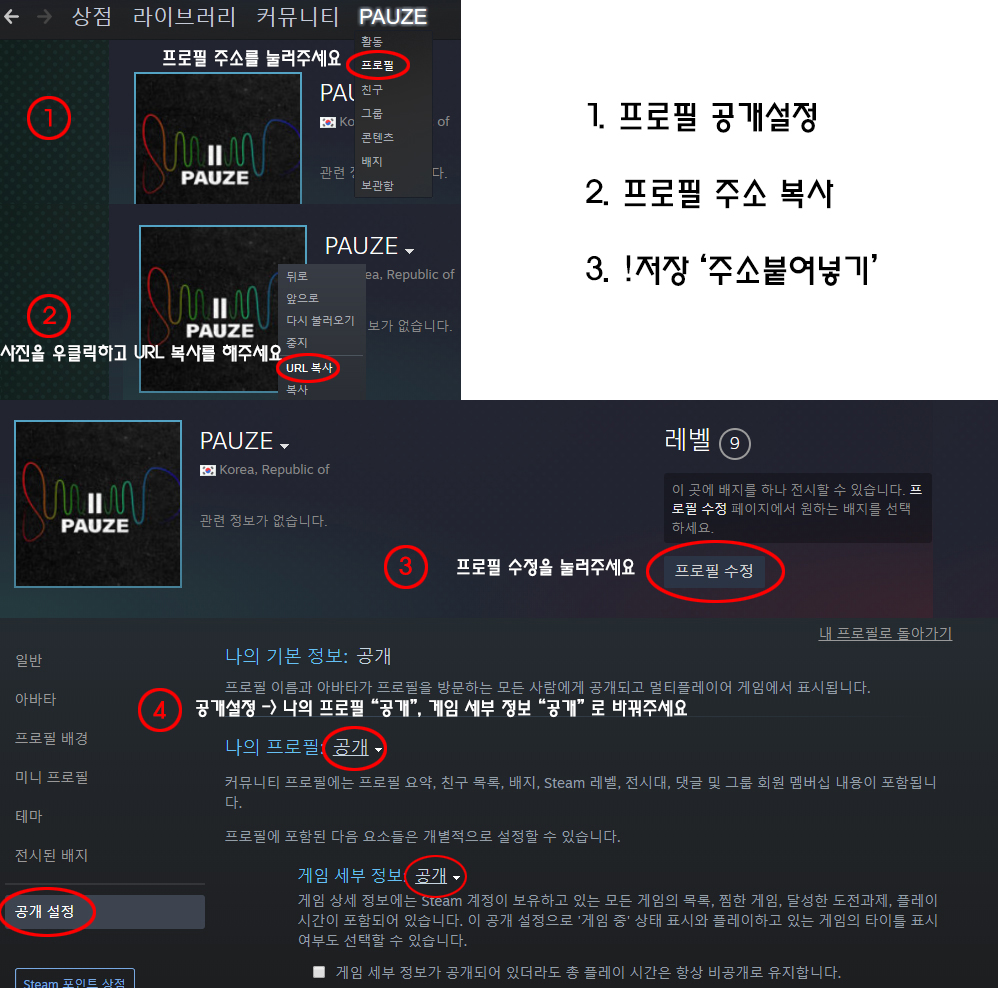 상점 라이브러리 커뮤니티 PAUZE
활동
프로필 주소를 눌러주세요
프로필
친구
그룹
콘텐츠
배지
보관함
1
PAUZE
PAU
Ko
of
관련
다.
PAUZE
뒤로
ea, Republic of
앞으로
다시 불러오기
보가 없습니다.
중지
2
PAUZE
사진을 우클릭하고 URL 복사를 해주세요
URL 복사
복사
1. 프로필 공개설정
2. 프로필 주소 복사
3. !저장 ‘주소붙여넣기’
PAUZE
PAUZE
Korea, Republic of
관련 정보가 없습니다.
레벨 9
이 곳에 배지를 하나 전시할 수 있습니다. 프
로필 수정 페이지에서 원하는 배지를 선택
하세요.
3 프로필 수정을 눌러주세요
프로필 수정
내 프로필로 돌아가기
일반
아바타
프로필 배경
미니 프로필
테마
전시된 배지
공개 설정
Steam 포인트 상점
나의 기본 정보: 공개
프로필 이름과 아바타가 프로필을 방문하는 모든 사람에게 공개되고 멀티플레이어 게임에서 표시됩니다.
4 공개설정 -> 나의 프로필 “공개”, 게임 세부 정보 “공개” 로 바꿔주세요
나의 프로필: 공개
커뮤니티 프로필에는 프로필 요약, 친구 목록, 배지, Steam 레벨, 전시대, 댓글 및 그룹 회원 멤버십 내용이 포함됩니
다.
프로필에 포함된 다음 요소들은 개별적으로 설정할 수 있습니다.
게임 세부 정보: 공개
게임 상세 정보에는 Steam 계정이 보유하고 있는 모든 게임의 목록, 찜한 게임, 달성한 도전과제, 플레이
시간이 포함되어 있습니다. 이 공개 설정으로 '게임 중' 상태 표시와 플레이하고 있는 게임의 타이틀 표시
여부도 선택할 수 있습니다.
게임 세부 정보가 공개되어 있더라도 총 플레이 시간은 항상 비공개로 유지합니다.